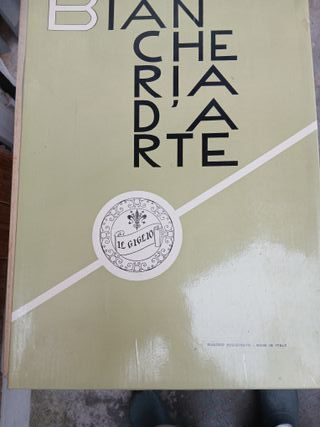 BIAN
CHE
RIA
D'A
RTE
IL GIGLIO
MADE IN ITALY